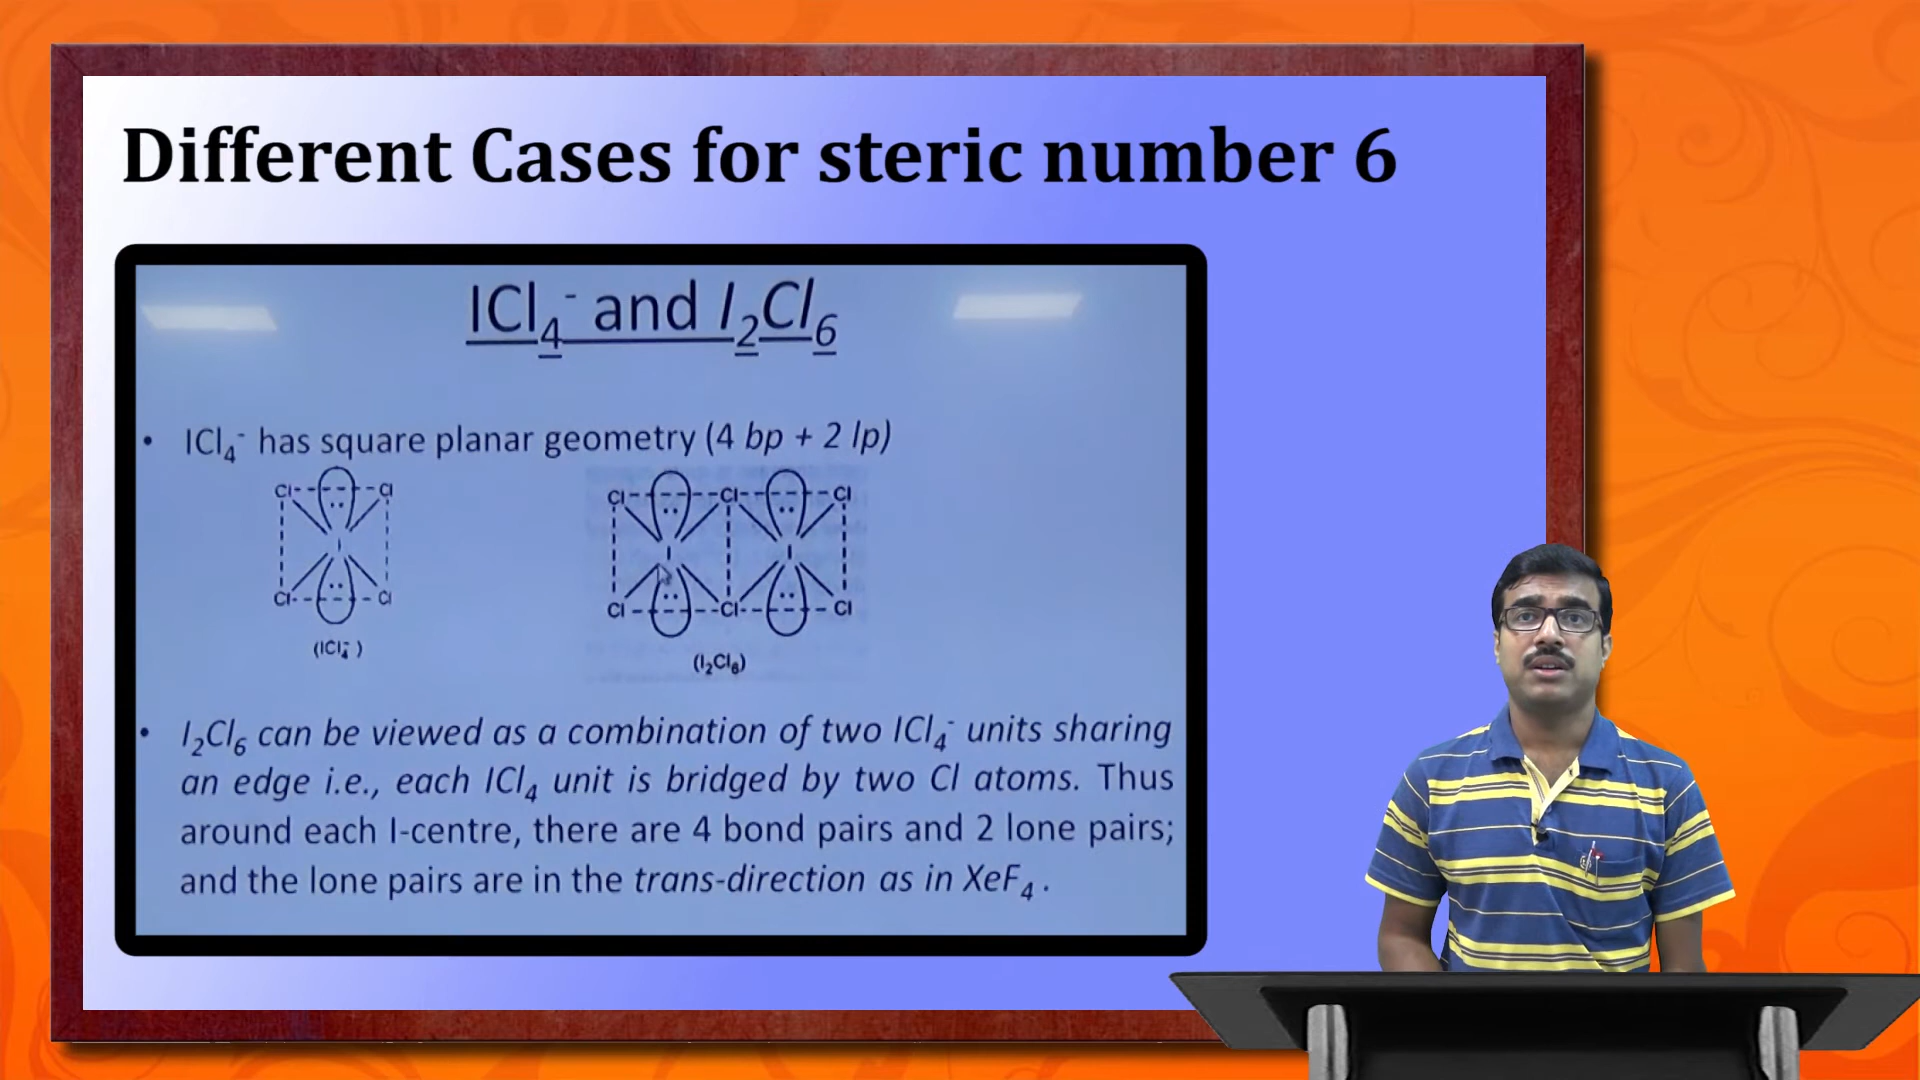 Different Cases for steric number 6
ICl4- and I2Cl6
• ICl4- has square planar geometry (4 bp + 2 lp)
Cl Cl
I
Cl Cl
(ICl4-)
Cl Cl Cl
I I
Cl Cl Cl
(I2Cl6)
• I2Cl6 can be viewed as a combination of two ICl4- units sharing
an edge i.e., each ICl4 unit is bridged by two Cl atoms. Thus
around each I-centre, there are 4 bond pairs and 2 lone pairs;
and the lone pairs are in the trans-direction as in XeF4 .